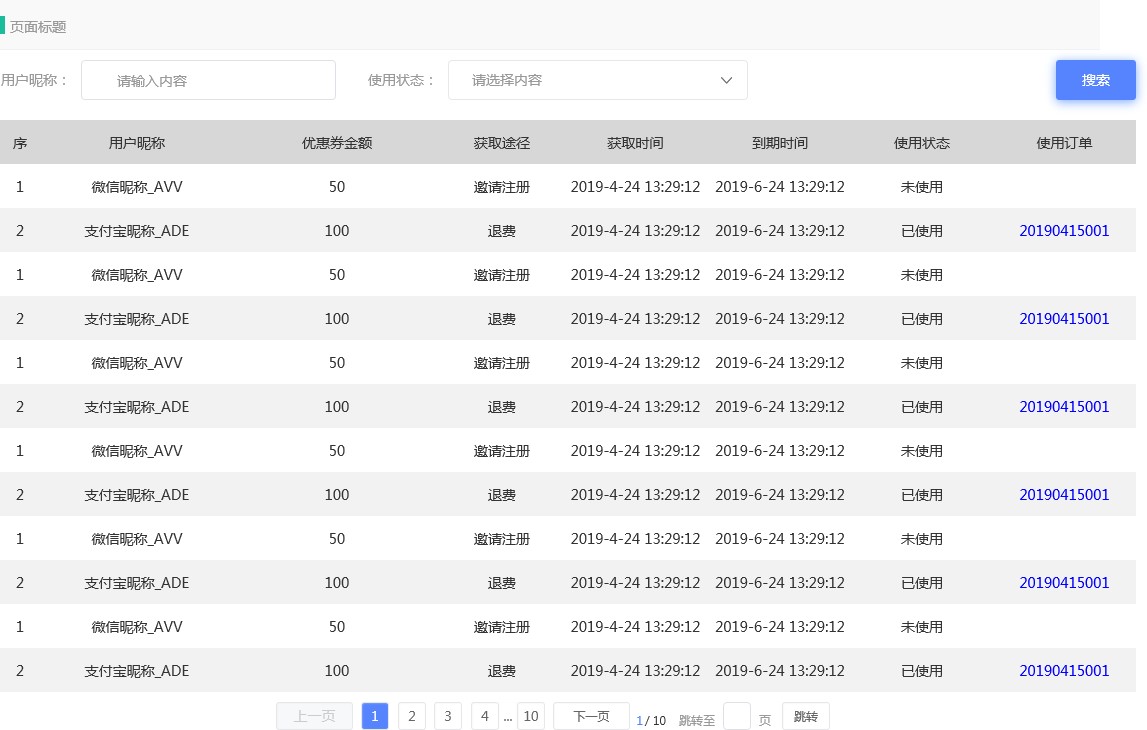 页面标题
用户昵称： 请输入内容 使用状态： 请选择内容 搜索
序 用户昵称 优惠券金额 获取途径 获取时间 到期时间 使用状态 使用订单
1 微信昵称_AVV 50 邀请注册 2019-4-24 13:29:12 2019-6-24 13:29:12 未使用
2 支付宝昵称_ADE 100 退费 2019-4-24 13:29:12 2019-6-24 13:29:12 已使用 20190415001
1 微信昵称_AVV 50 邀请注册 2019-4-24 13:29:12 2019-6-24 13:29:12 未使用
2 支付宝昵称_ADE 100 退费 2019-4-24 13:29:12 2019-6-24 13:29:12 已使用 20190415001
1 微信昵称_AVV 50 邀请注册 2019-4-24 13:29:12 2019-6-24 13:29:12 未使用
2 支付宝昵称_ADE 100 退费 2019-4-24 13:29:12 2019-6-24 13:29:12 已使用 20190415001
1 微信昵称_AVV 50 邀请注册 2019-4-24 13:29:12 2019-6-24 13:29:12 未使用
2 支付宝昵称_ADE 100 退费 2019-4-24 13:29:12 2019-6-24 13:29:12 已使用 20190415001
1 微信昵称_AVV 50 邀请注册 2019-4-24 13:29:12 2019-6-24 13:29:12 未使用
2 支付宝昵称_ADE 100 退费 2019-4-24 13:29:12 2019-6-24 13:29:12 已使用 20190415001
1 微信昵称_AVV 50 邀请注册 2019-4-24 13:29:12 2019-6-24 13:29:12 未使用
2 支付宝昵称_ADE 100 退费 2019-4-24 13:29:12 2019-6-24 13:29:12 已使用 20190415001
上一页 1 2 3 4 ... 10 下一页 1/ 10 跳转至 页 跳转